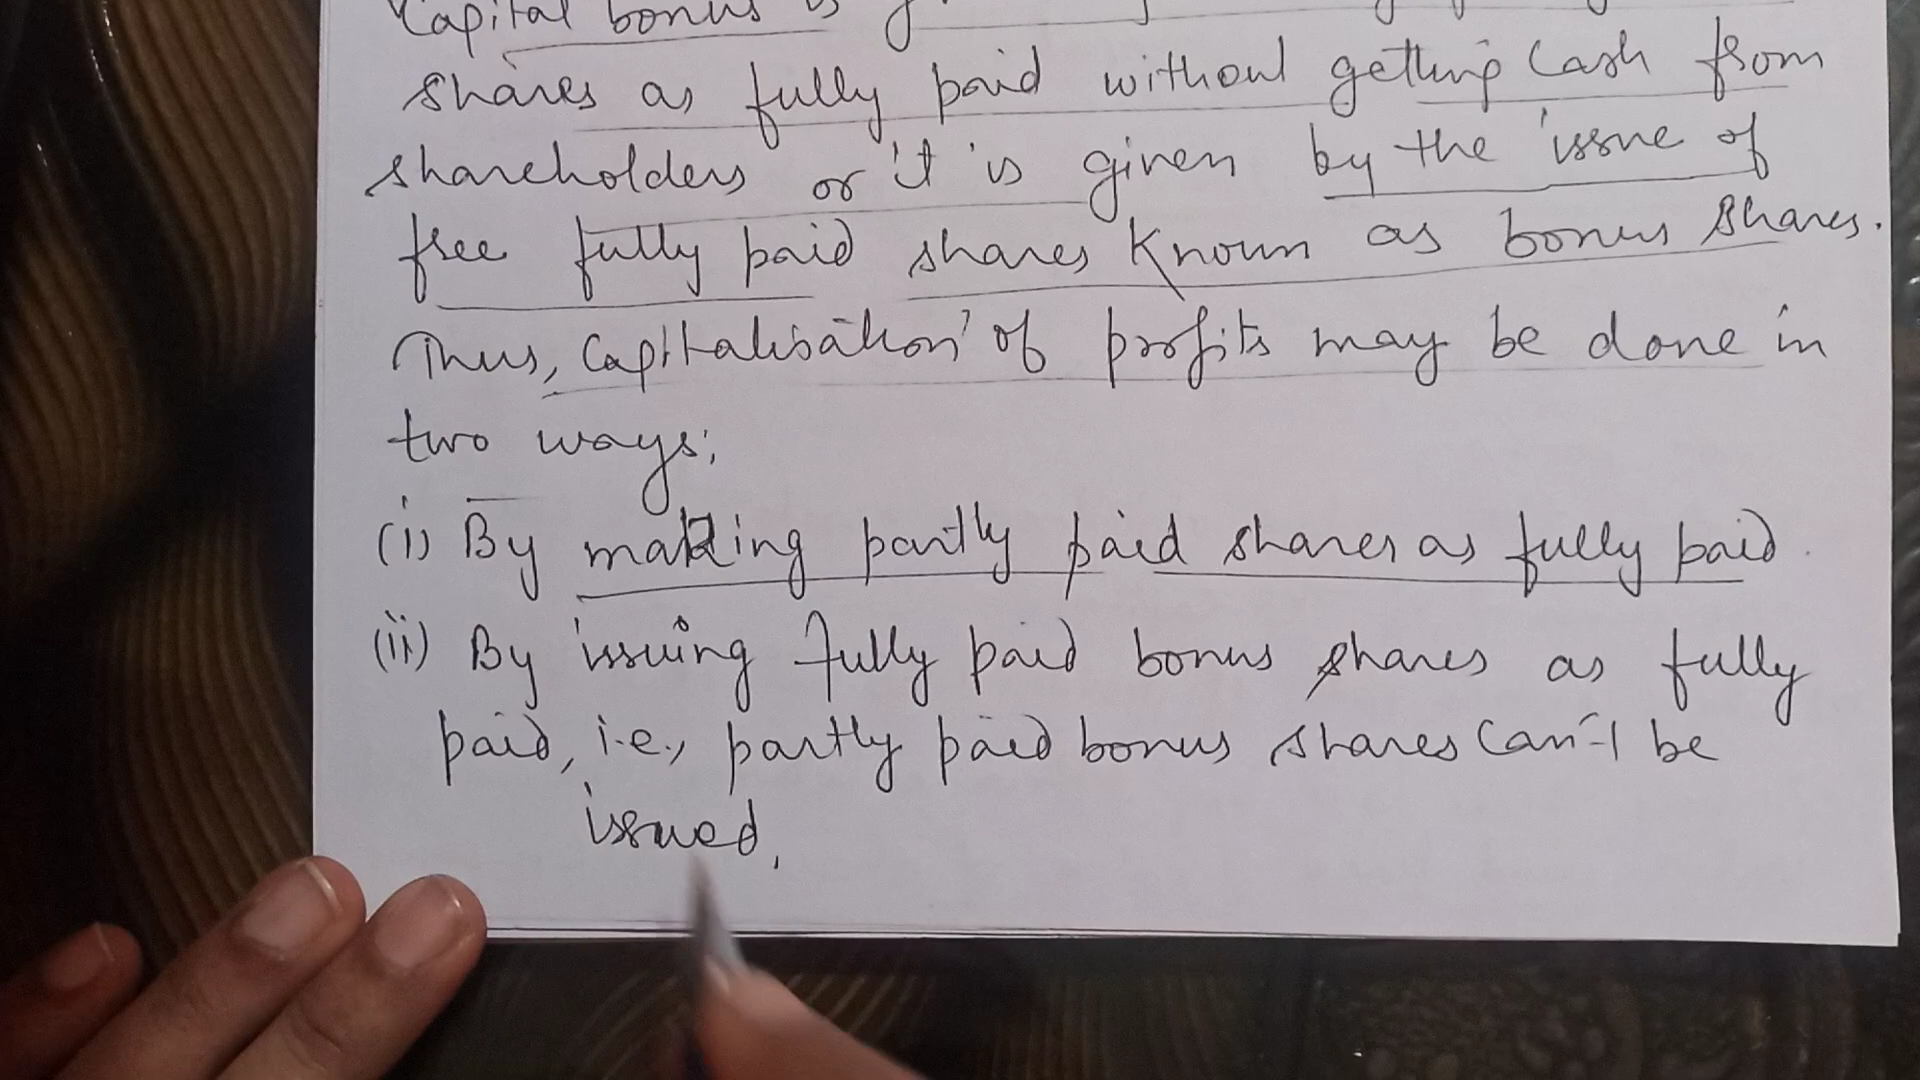 Capital bonus is
shares as fully paid without getting cash from
shareholders or it is given by the issue of
free fully paid shares known as bonus shares.
Thus, Capitalisation of profits may be done in
two ways;
(i) By making partly paid shares as fully paid.
(ii) By issuing fully paid bonus shares as fully
paid, i.e., partly paid bonus shares can't be
issued,